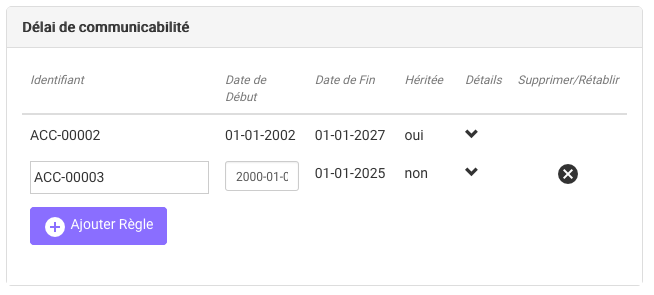 Délai de communicabilité
Identifiant Date de Début Date de Fin Héritée Détails Supprimer/Rétablir
ACC-00002 01-01-2002 01-01-2027 oui
ACC-00003 2000-01-0 01-01-2025 non
Ajouter Règle